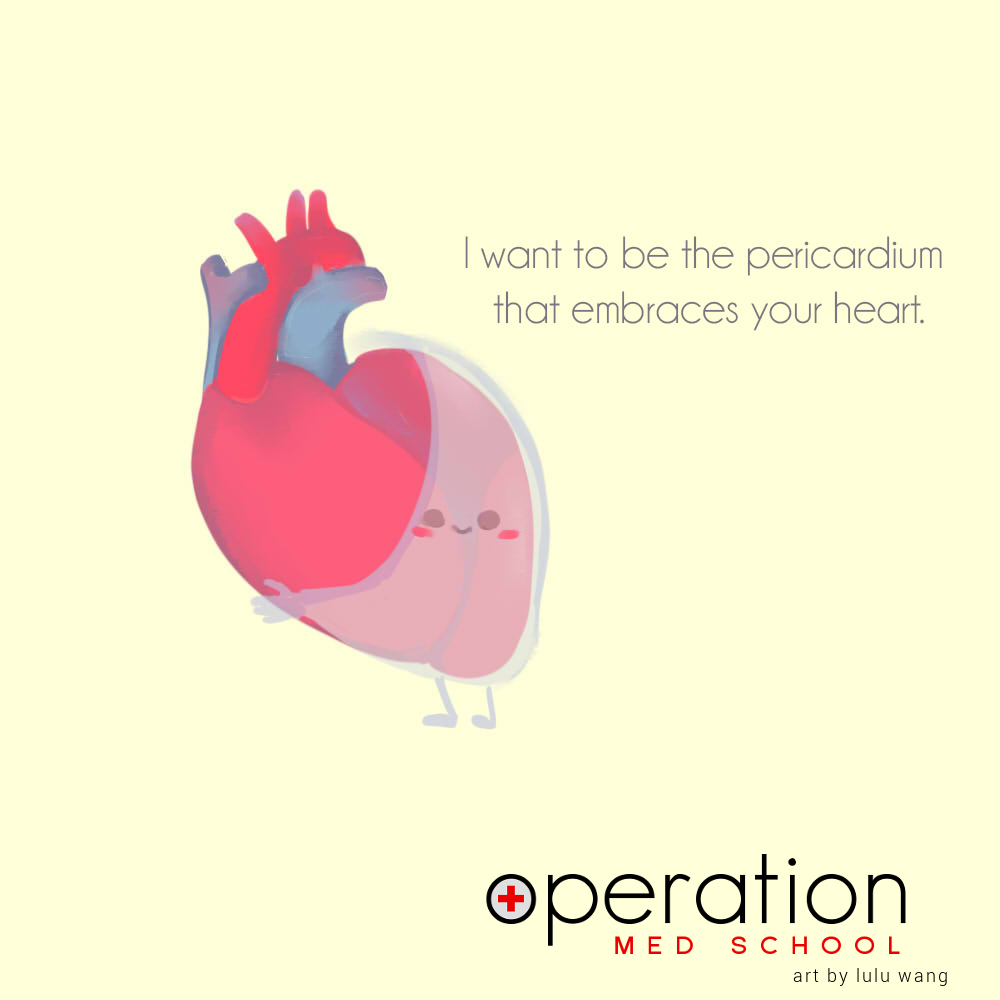 I want to be the pericardium
that embraces your heart.
operation
MED SCHOOL
art by lulu wang